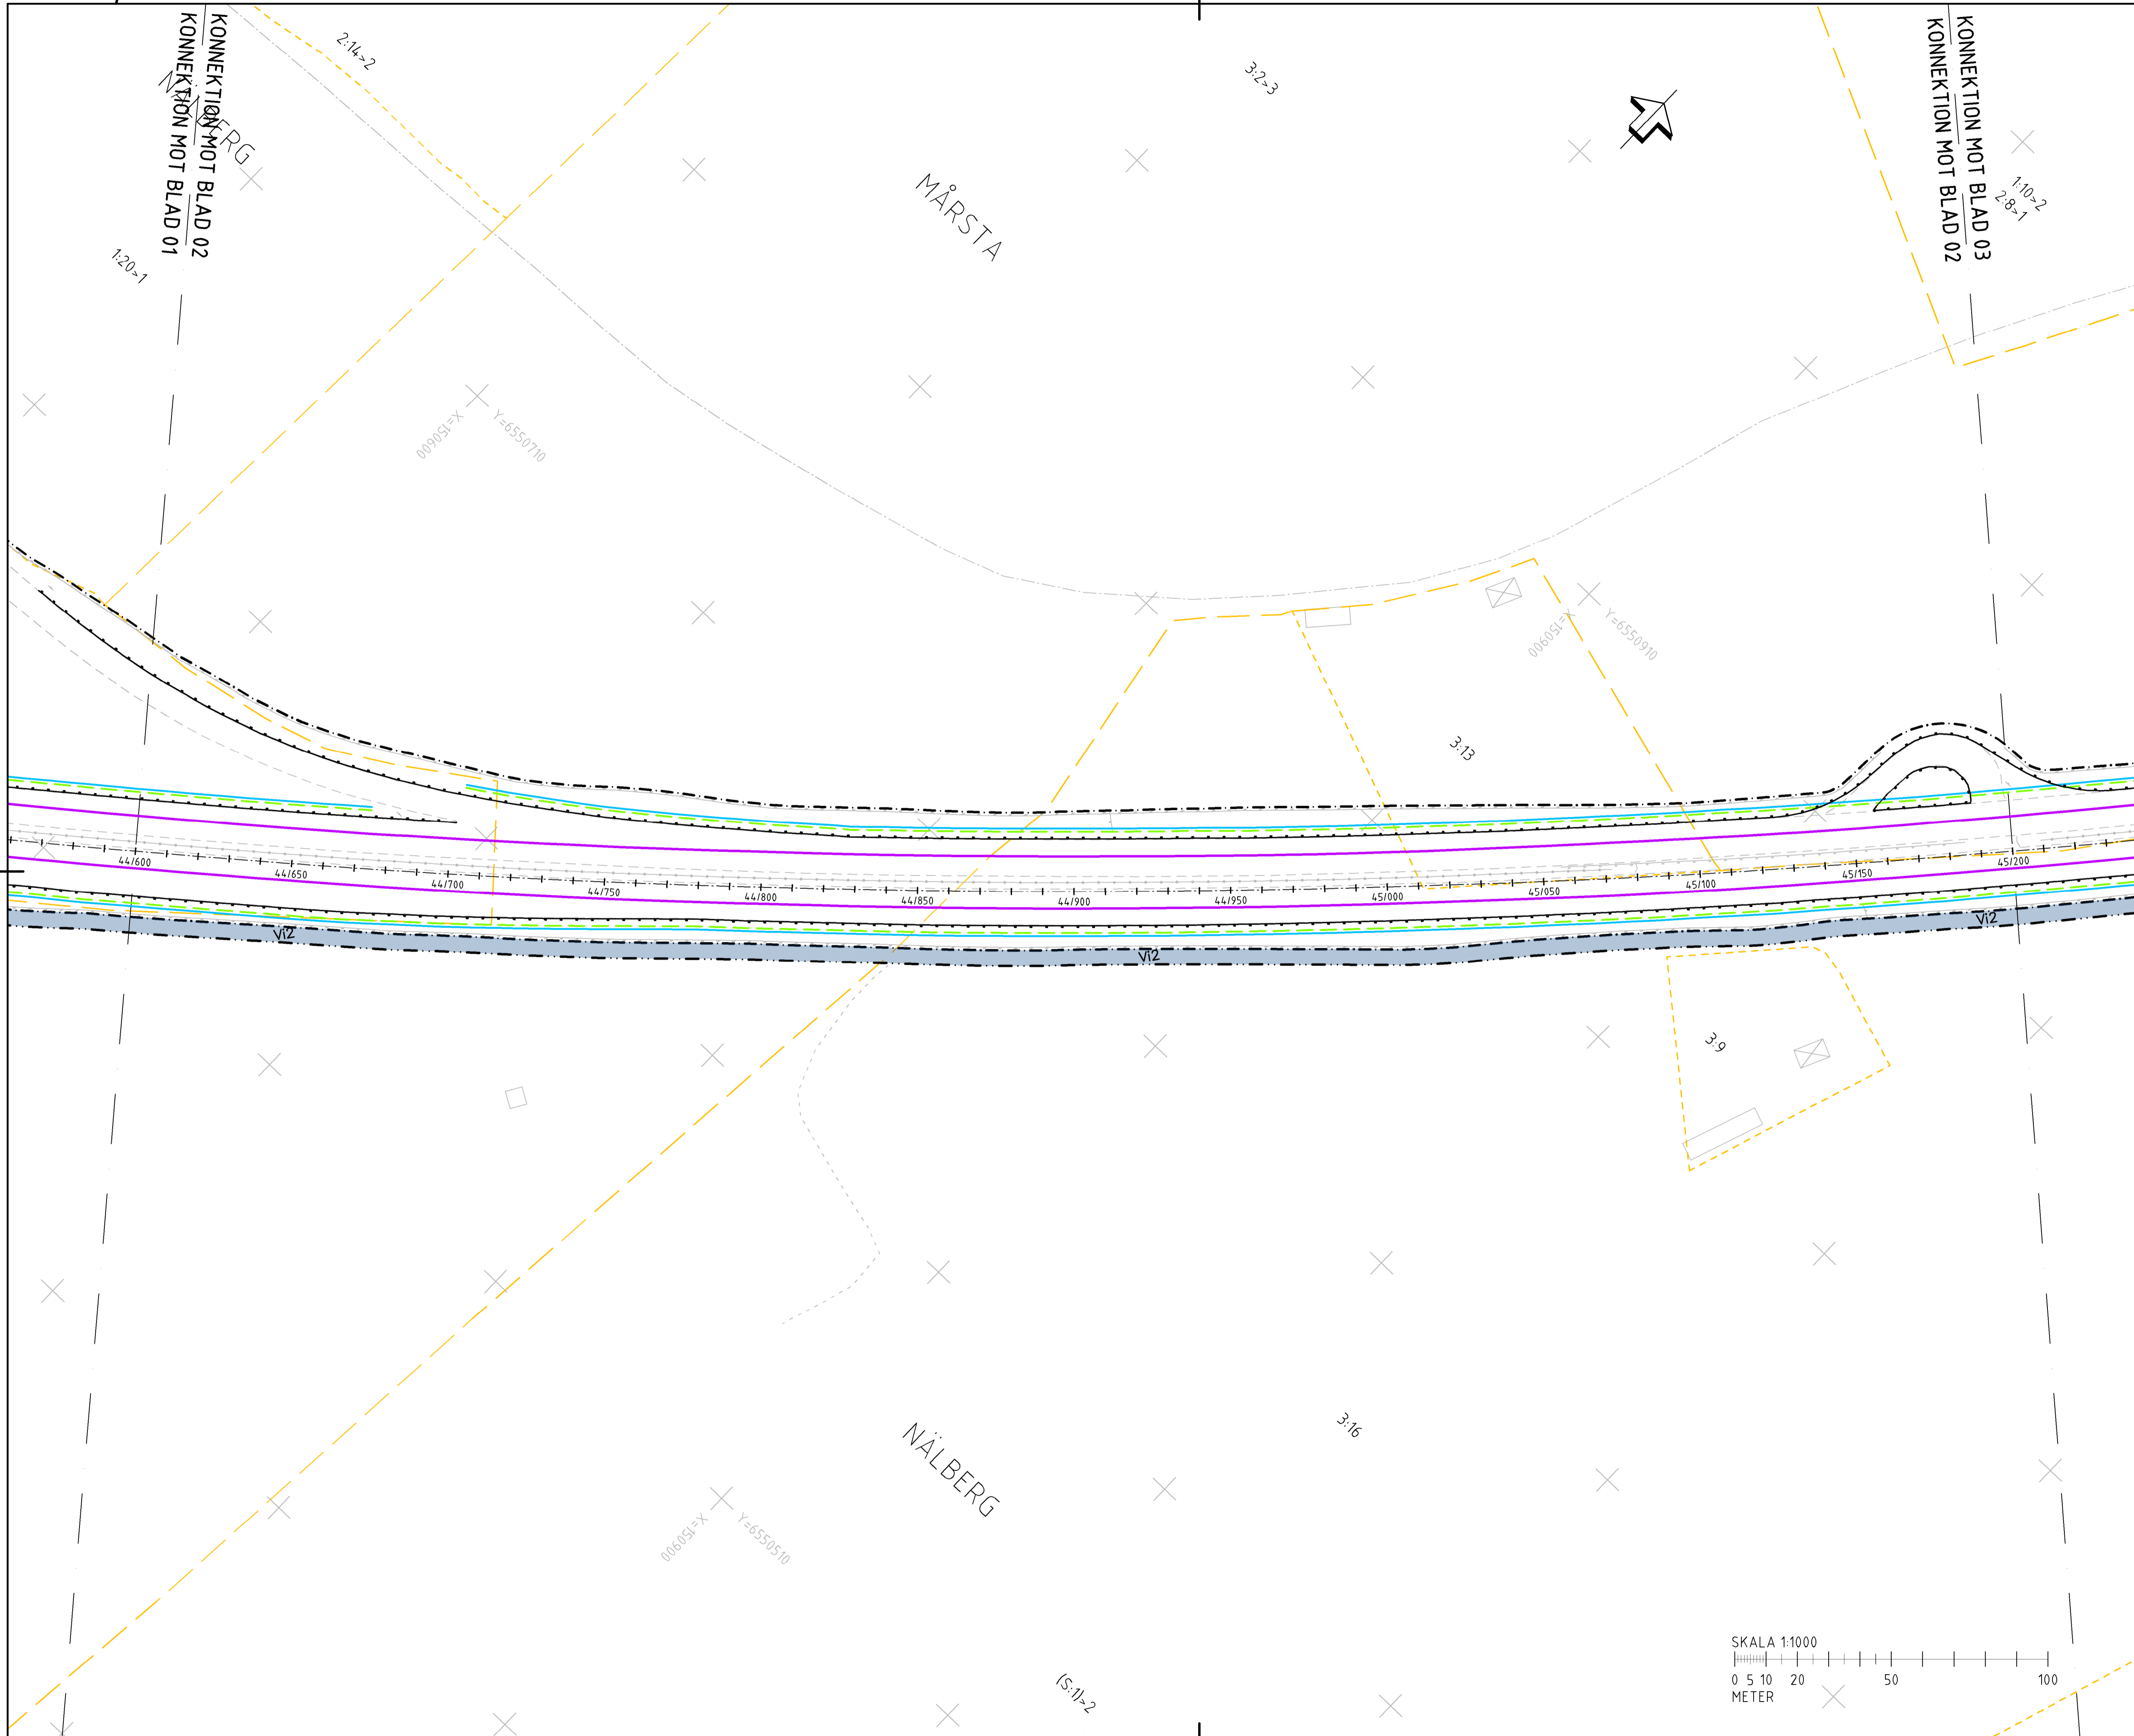 KONNEKTION MOT BLAD 02
KONNEKTION MOT BLAD 01
NÄLBERG
2:14>2
1:20>1
3:2>3
MÅRSTA
KONNEKTION MOT BLAD 03
KONNEKTION MOT BLAD 02
1:10>2
2:8>1
X=150600
Y=6550710
X=150600
Y=6550910
3:13
44/600
44/650
44/700
44/750
44/800
44/850
44/900
44/950
45/000
45/050
45/100
45/150
45/200
Vi2
Vi2
Vi2
3:9
3:16
NÄLBERG
X=150900
Y=6550510
(S:1)>2
SKALA 1:1000
0 5 10 20 50 100
METER